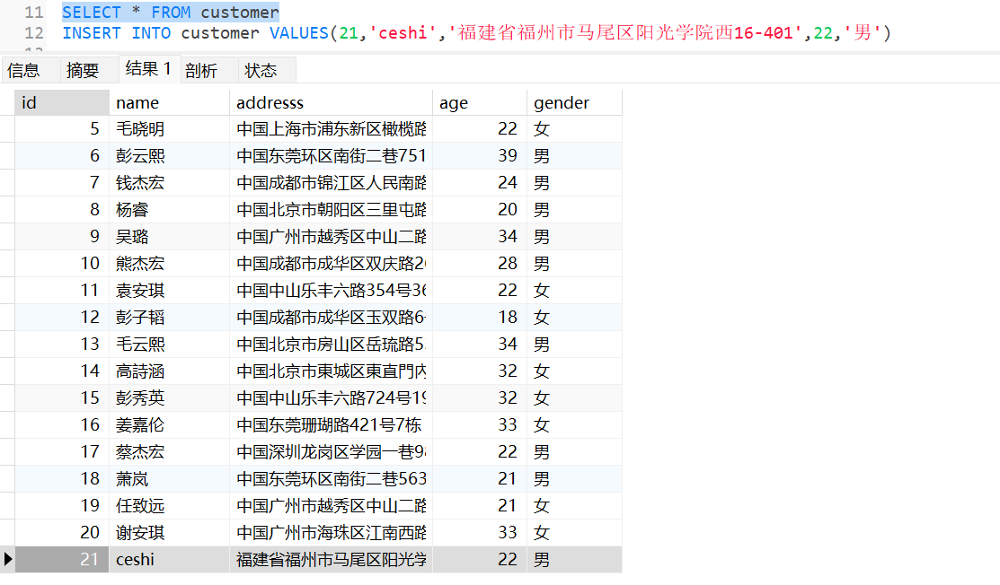 11 SELECT * FROM customer
12 INSERT INTO customer VALUES(21,'ceshi','福建省福州市马尾区阳光学院西16-401',22,'男')
信息 摘要 结果 1 剖析 状态
id name addresss age gender
5 毛晓明 中国上海市浦东新区橄榄路 22 女
6 彭云熙 中国东莞环区南街二巷751 39 男
7 钱杰宏 中国成都市锦江区人民南路 24 男
8 杨睿 中国北京市朝阳区三里屯路 20 男
9 吴璐 中国广州市越秀区中山二路 34 男
10 熊杰宏 中国成都市成华区双庆路2 28 男
11 袁安琪 中国中山乐丰六路354号36 22 女
12 彭子韬 中国成都市成华区玉双路6 18 女
13 毛云熙 中国北京市房山区岳琉路5 34 男
14 高詩涵 中国北京市東城区東直門内 32 女
15 彭秀英 中国中山乐丰六路724号19 32 女
16 姜嘉伦 中国东莞珊瑚路421号7栋 33 女
17 蔡杰宏 中国深圳龙岗区学园一巷9 22 男
18 萧岚 中国东莞环区南街二巷563 21 男
19 任致远 中国广州市越秀区中山二路 21 女
20 谢安琪 中国广州市海珠区江南西路 33 女
21 ceshi 福建省福州市马尾区阳光学 22 男